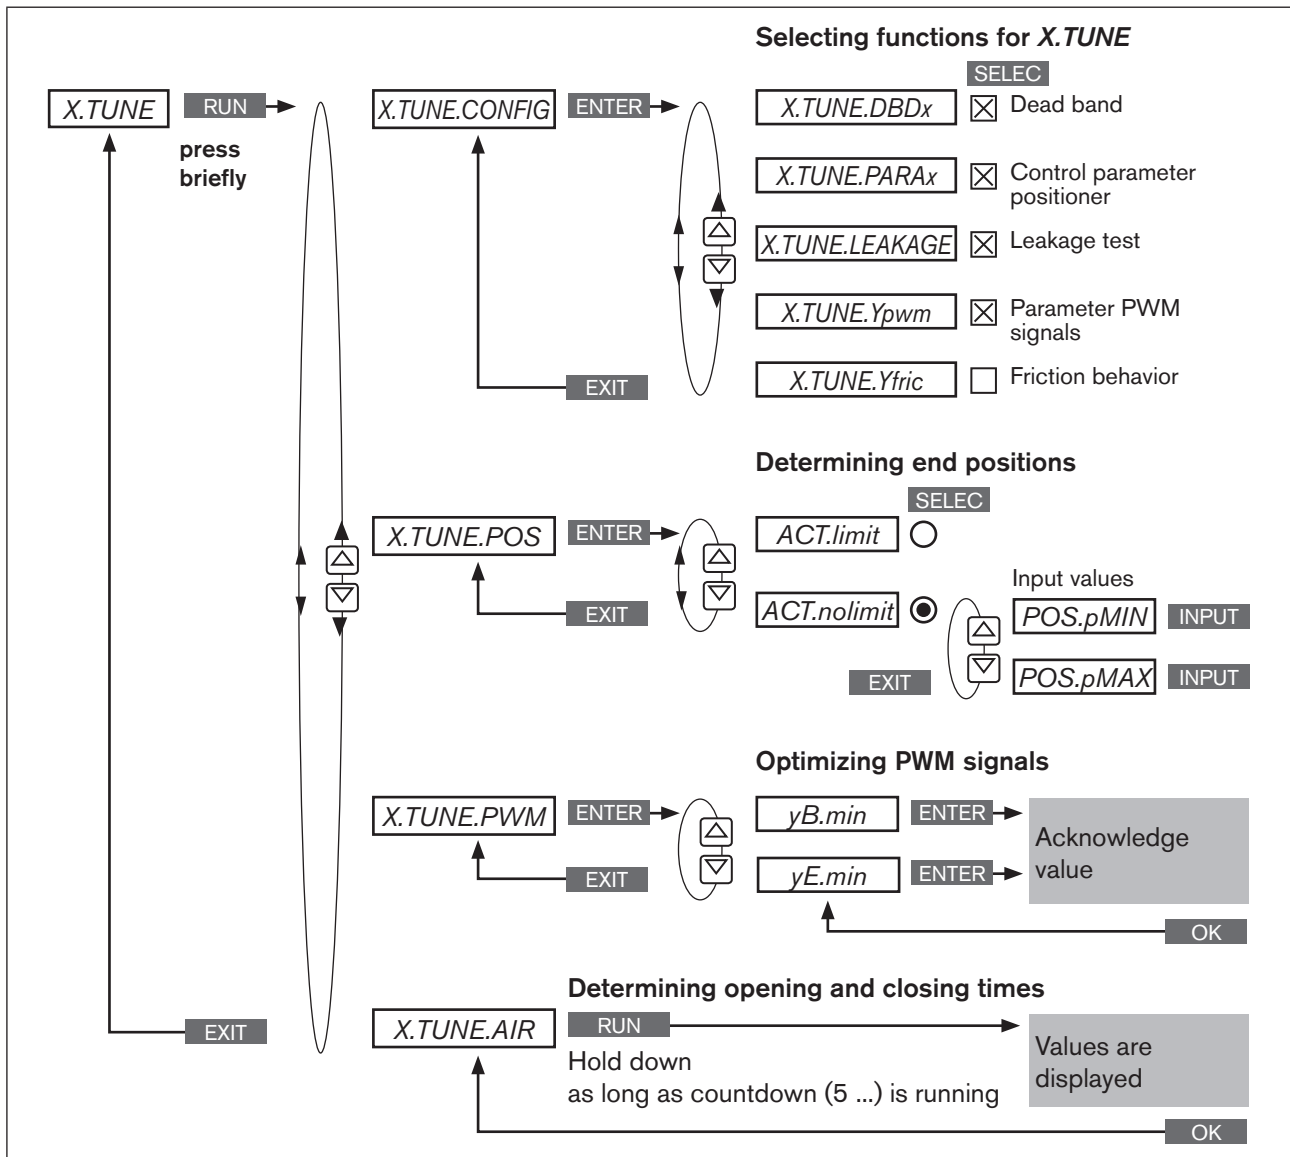 Selecting functions for X.TUNE
SELEC
X.TUNE
RUN
press
briefly
X.TUNE.CONFIG
ENTER
X.TUNE.DBDx
Dead band
X.TUNE.PARAx
Control parameter
positioner
X.TUNE.LEAKAGE
Leakage test
X.TUNE.Ypwm
Parameter PWM
signals
X.TUNE.Yfric
Friction behavior
EXIT
Determining end positions
SELEC
X.TUNE.POS
ENTER
ACT.limit
EXIT
ACT.nolimit
Input values
POS.pMIN
INPUT
EXIT
POS.pMAX
INPUT
Optimizing PWM signals
X.TUNE.PWM
ENTER
yB.min
ENTER
Acknowledge
value
EXIT
yE.min
ENTER
OK
Determining opening and closing times
EXIT
X.TUNE.AIR
RUN
Hold down
as long as countdown (5 ...) is running
Values are
displayed
OK